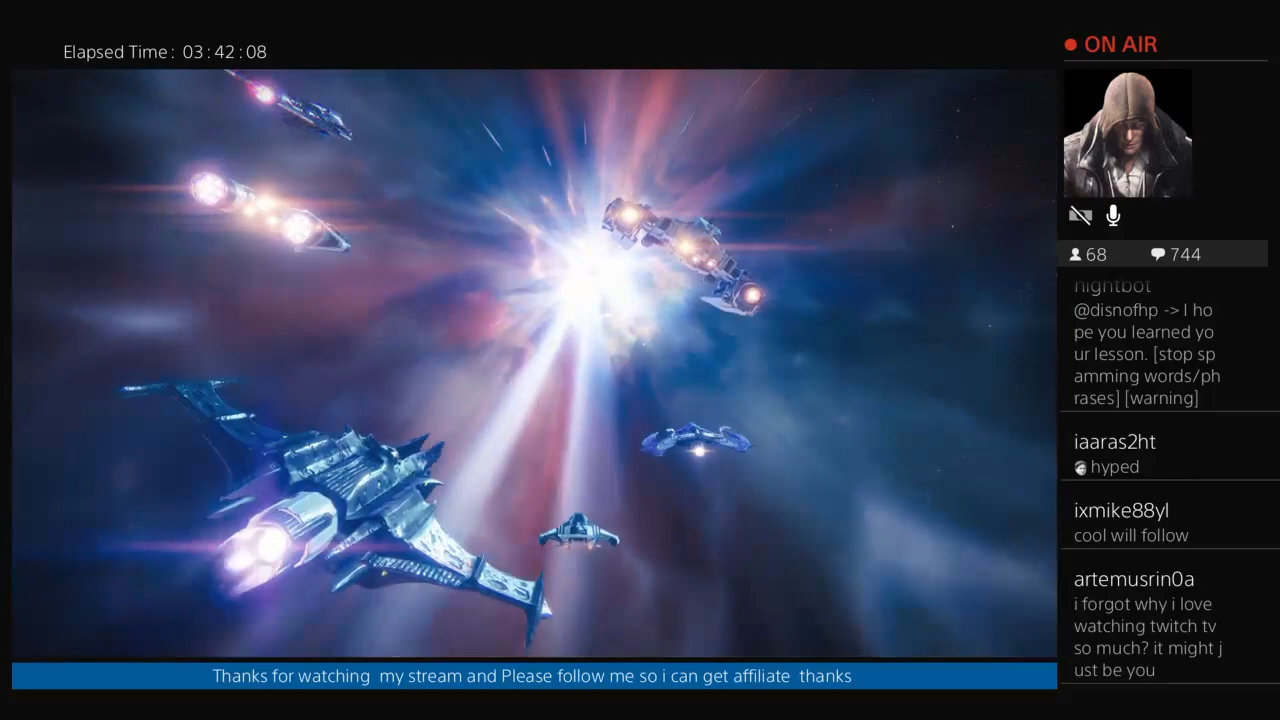 Elapsed Time: 03:42:08
ON AIR
68 744
nightbot
@disnofhp -> I ho
pe you learned yo
ur lesson. [stop sp
amming words/ph
rases] [warning]
iaaras2ht
hyped
ixmike88yl
cool will follow
artemusrin0a
i forgot why i love
watching twitch tv
so much? it might j
ust be you
Thanks for watching  my stream and Please follow me so i can get affiliate  thanks